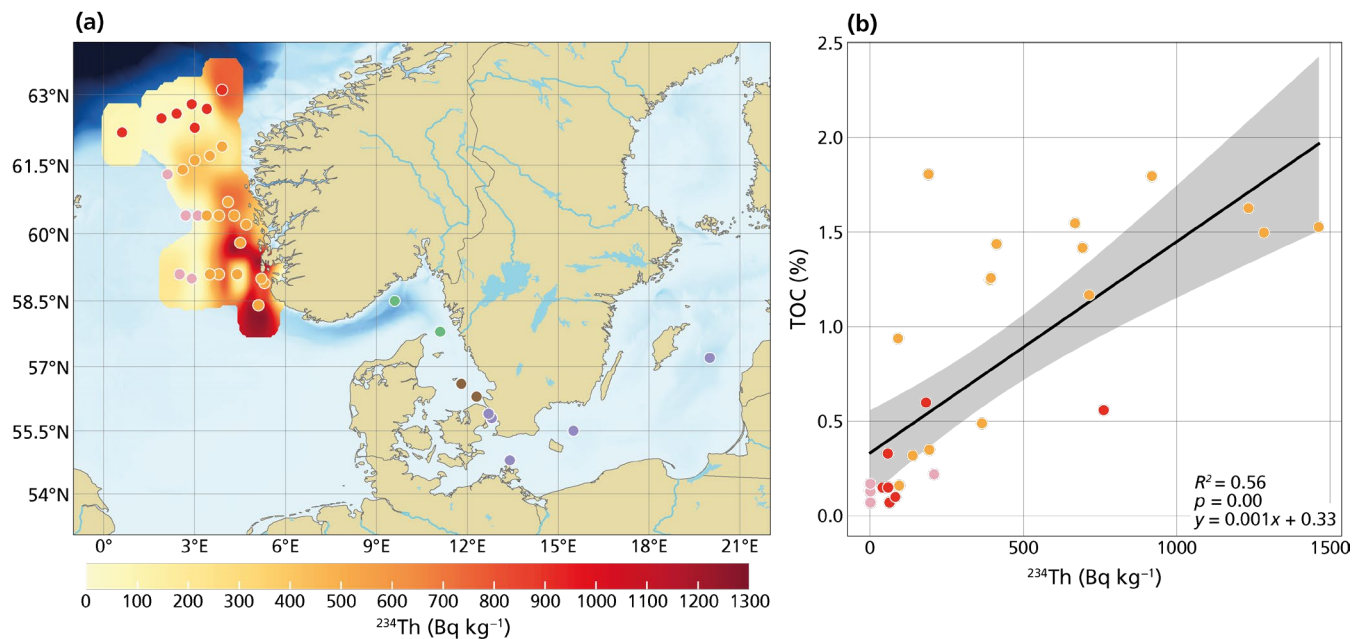 (a)
63°N
61.5°N
60°N
58.5°N
57°N
55.5°N
54°N
0° 3°E 6°E 9°E 12°E 15°E 18°E 21°E
0 100 200 300 400 500 600 700 800 900 1000 1100 1200 1300
²³⁴Th (Bq kg⁻¹)
(b)
TOC (%)
2.5
2.0
1.5
1.0
0.5
0.0
R² = 0.56
p = 0.00
y = 0.001x + 0.33
0 500 1000 1500
²³⁴Th (Bq kg⁻¹)